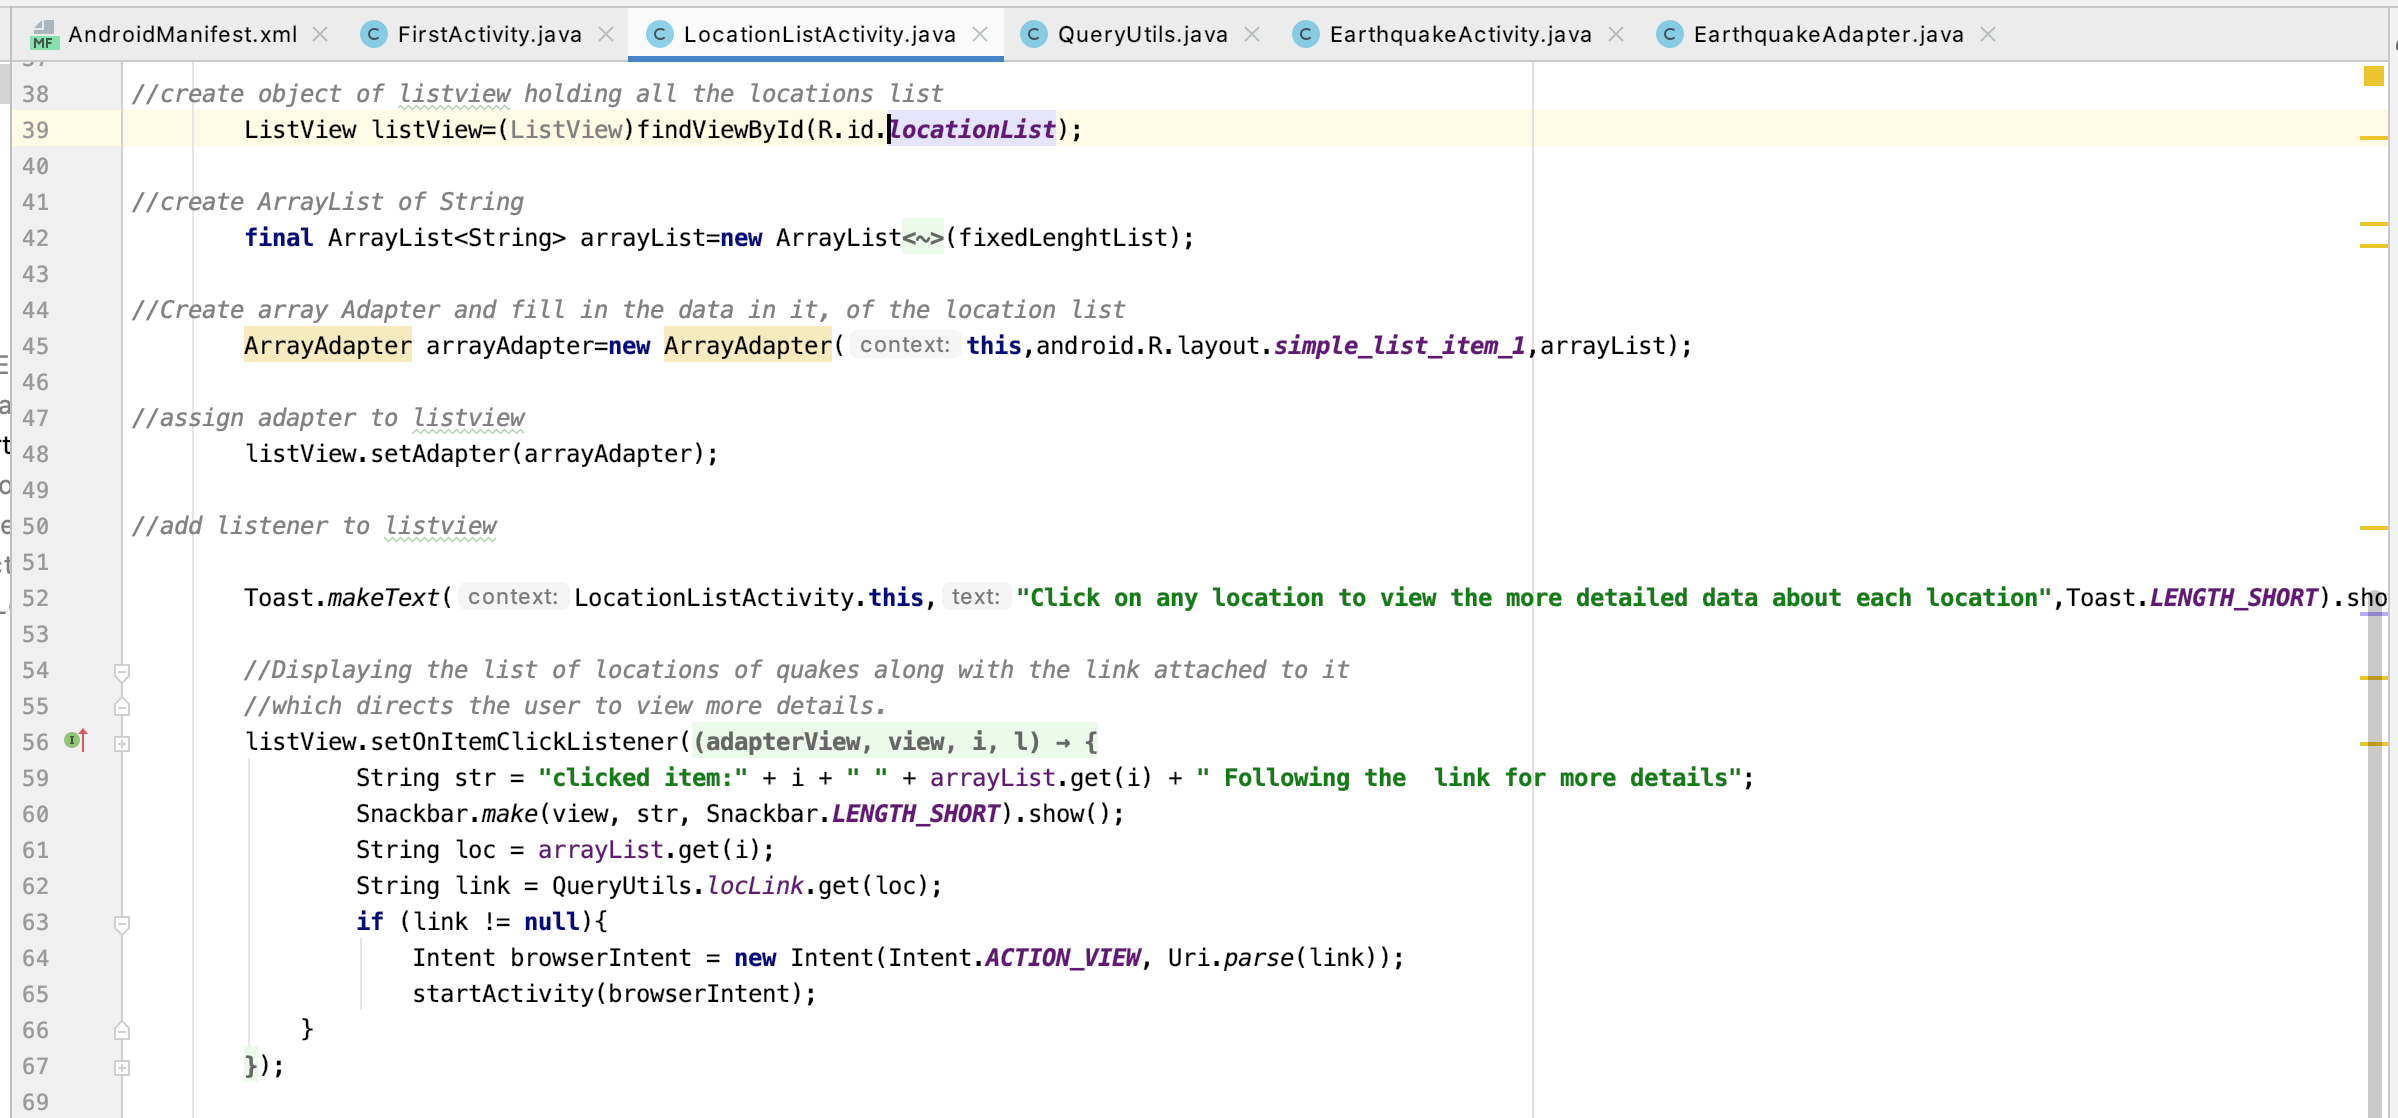 MF AndroidManifest.xml C FirstActivity.java C LocationListActivity.java C QueryUtils.java C EarthquakeActivity.java C EarthquakeAdapter.java
38 //create object of listview holding all the locations list
39 ListView listView=(ListView)findViewById(R.id.locationList);
40
41 //create ArrayList of String
42 final ArrayList<String> arrayList=new ArrayList<~>(fixedLenghtList);
43
44 //Create array Adapter and fill in the data in it, of the location list
45 ArrayAdapter arrayAdapter=new ArrayAdapter( context: this,android.R.layout.simple_list_item_1,arrayList);
46
47 //assign adapter to listview
48 listView.setAdapter(arrayAdapter);
49
50 //add listener to listview
51
52 Toast.makeText( context: LocationListActivity.this, text: "Click on any location to view the more detailed data about each location",Toast.LENGTH_SHORT).sho
53
54 //Displaying the list of locations of quakes along with the link attached to it
55 //which directs the user to view more details.
56 listView.setOnItemClickListener((adapterView, view, i, l) → {
59 String str = "clicked item:" + i + " " + arrayList.get(i) + " Following the  link for more details";
60 Snackbar.make(view, str, Snackbar.LENGTH_SHORT).show();
61 String loc = arrayList.get(i);
62 String link = QueryUtils.locLink.get(loc);
63 if (link != null){
64 Intent browserIntent = new Intent(Intent.ACTION_VIEW, Uri.parse(link));
65 startActivity(browserIntent);
66 }
67 });
69